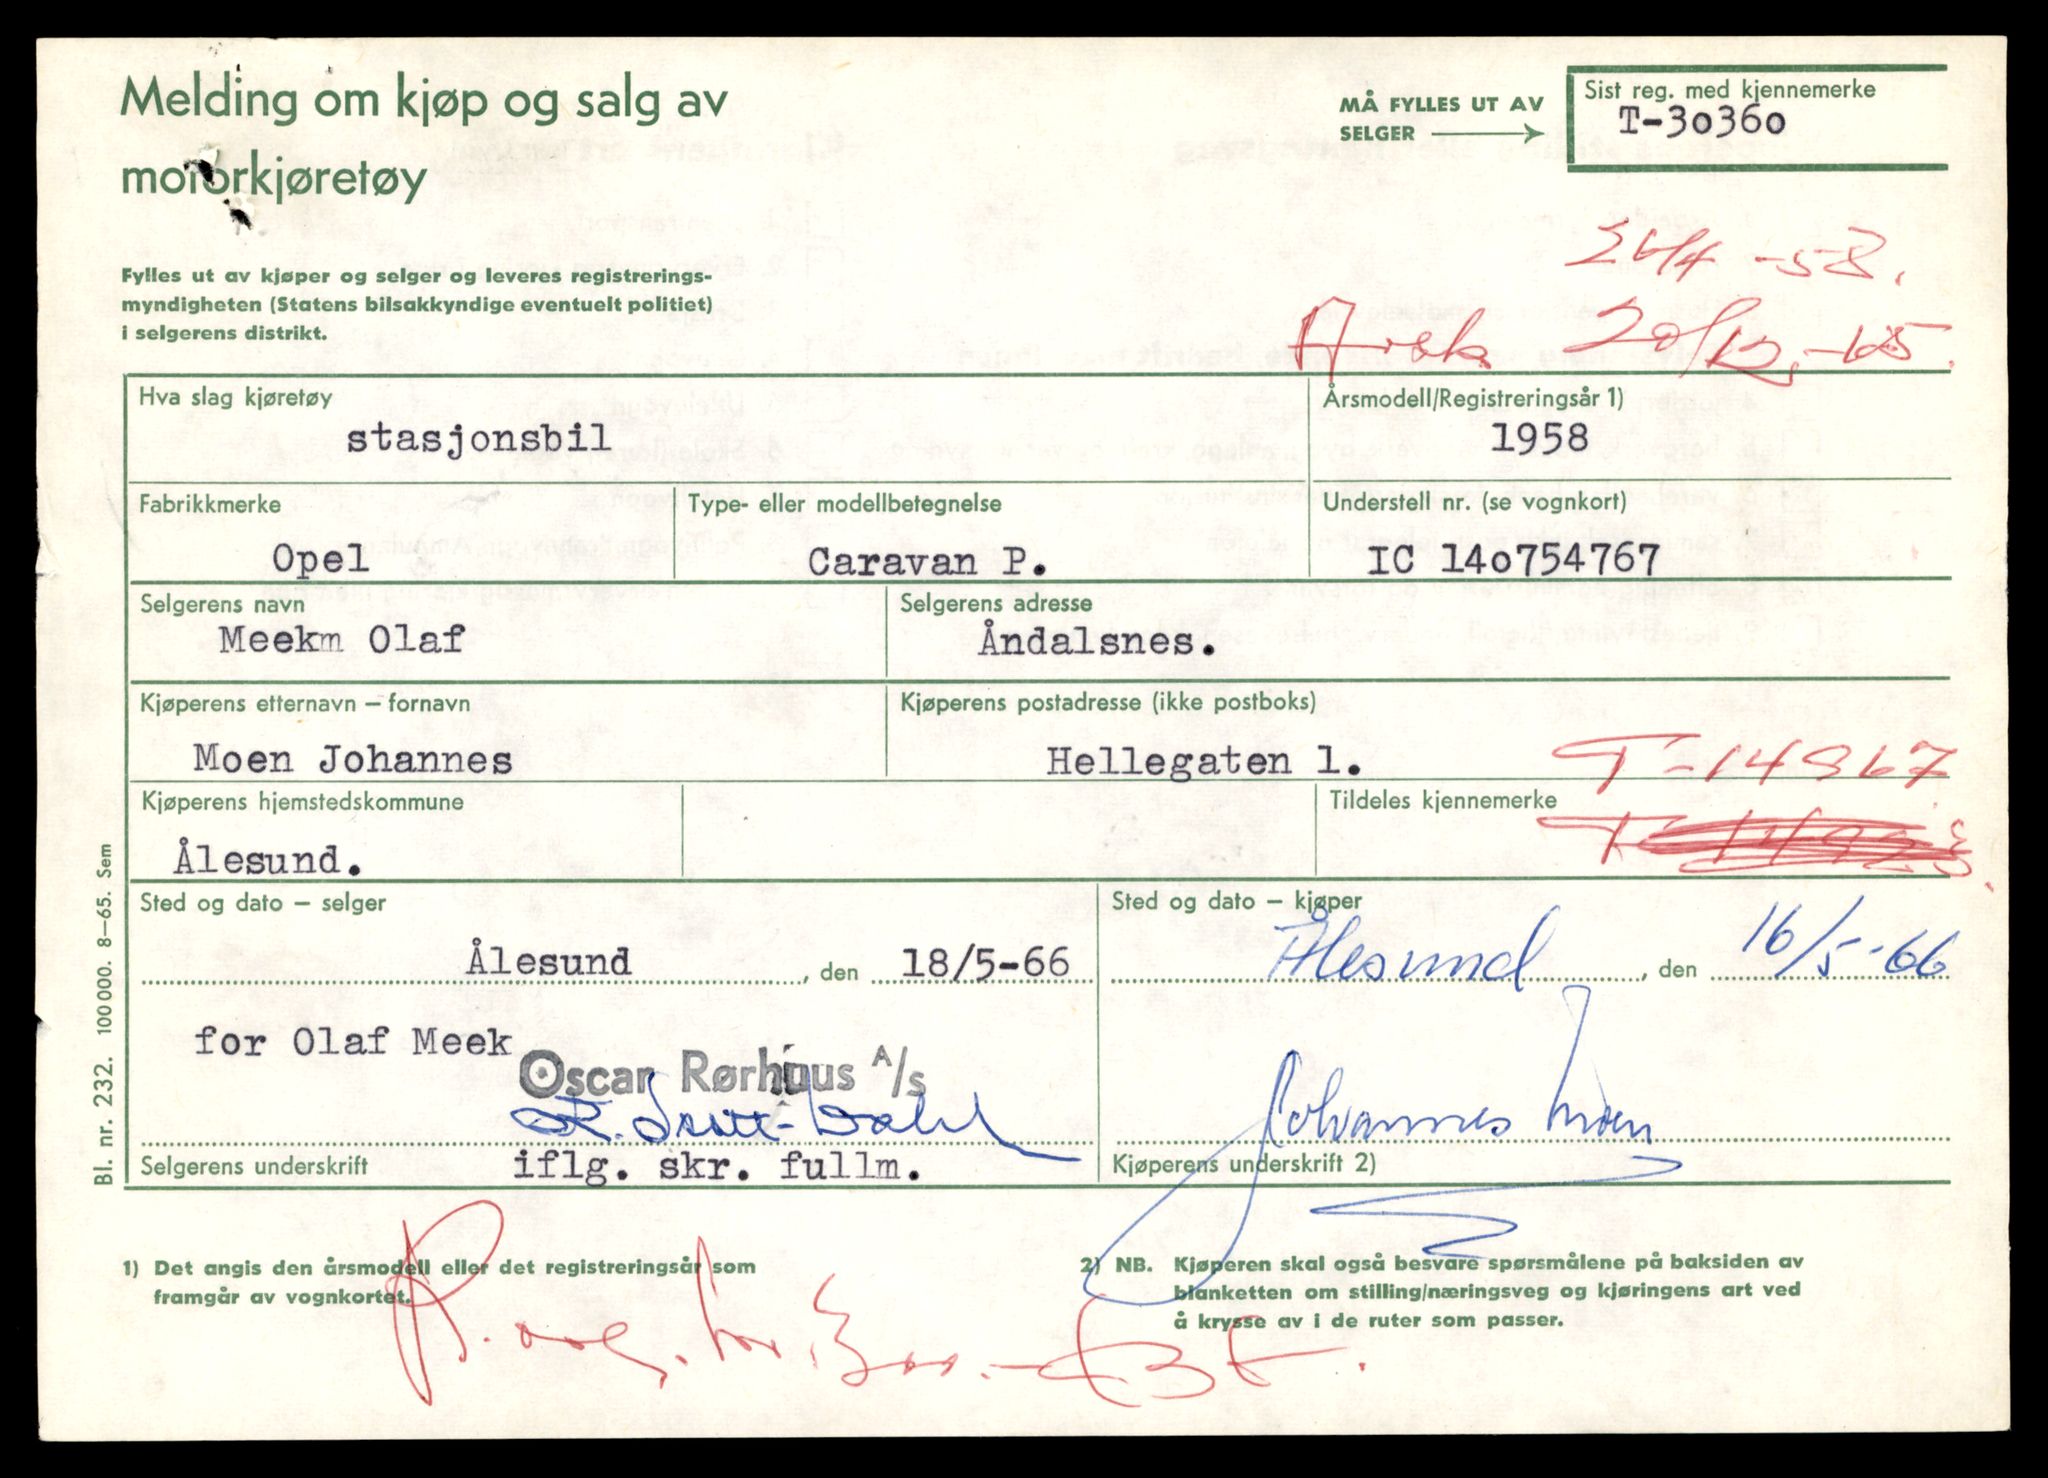 Melding om kjøp og salg av
motorkjøretøy
MÅ FYLLES UT AV
SELGER
Sist reg. med kjennemerke
T-30360
Fylles ut av kjøper og selger og leveres registrerings-
myndigheten (Statens bilsakkyndige eventuelt politiet)
i selgerens distrikt.
-58.
20/12.-65.
Hva slag kjøretøy
stasjonsbil
Årsmodell/Registreringsår 1)
1958
Fabrikkmerke
Opel
Type- eller modellbetegnelse
Caravan P.
Understell nr. (se vognkort)
IC 140754767
Selgerens navn
Meekm Olaf
Selgerens adresse
Åndalsnes.
Kjøperens etternavn – fornavn
Moen Johannes
Kjøperens postadresse (ikke postboks)
Hellegaten 1.
T-14967
Kjøperens hjemstedskommune
Ålesund.
Tildeles kjennemerke
Sted og dato – selger
Ålesund, den 18/5-66
Sted og dato – kjøper
Ålesund, den 16/5-66
for Olaf Meek
Oscar Rørhuus A/s
Johannes Moen
Selgerens underskrift
iflg. skr. fullm.
Kjøperens underskrift 2)
Bl. nr. 232. 100 000. 8–65. Sem
1) Det angis den årsmodell eller det registreringsår som
framgår av vognkortet.
2) NB. Kjøperen skal også besvare spørsmålene på baksiden av
blanketten om stilling/næringsveg og kjøringens art ved
å krysse av i de ruter som passer.